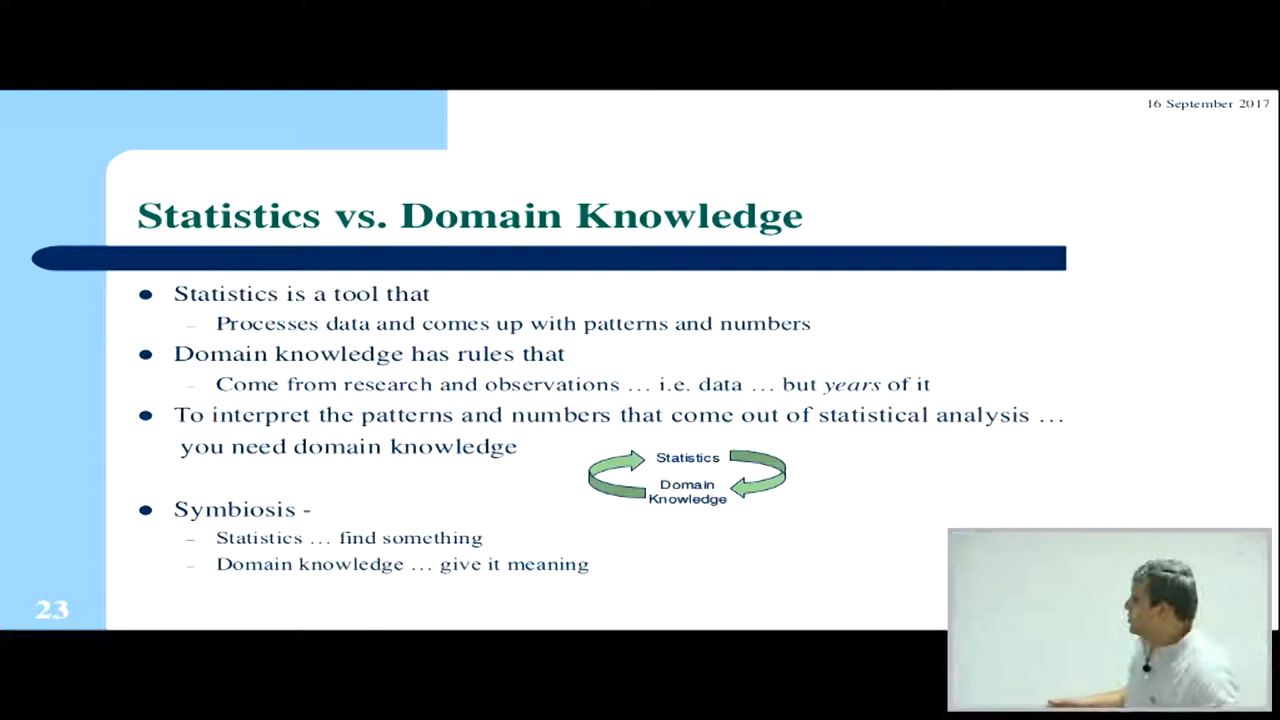 16 September 2017
Statistics vs. Domain Knowledge
● Statistics is a tool that
– Processes data and comes up with patterns and numbers
● Domain knowledge has rules that
– Come from research and observations … i.e. data … but years of it
● To interpret the patterns and numbers that come out of statistical analysis …
you need domain knowledge
Statistics
Domain
Knowledge
● Symbiosis -
– Statistics … find something
– Domain knowledge … give it meaning
23